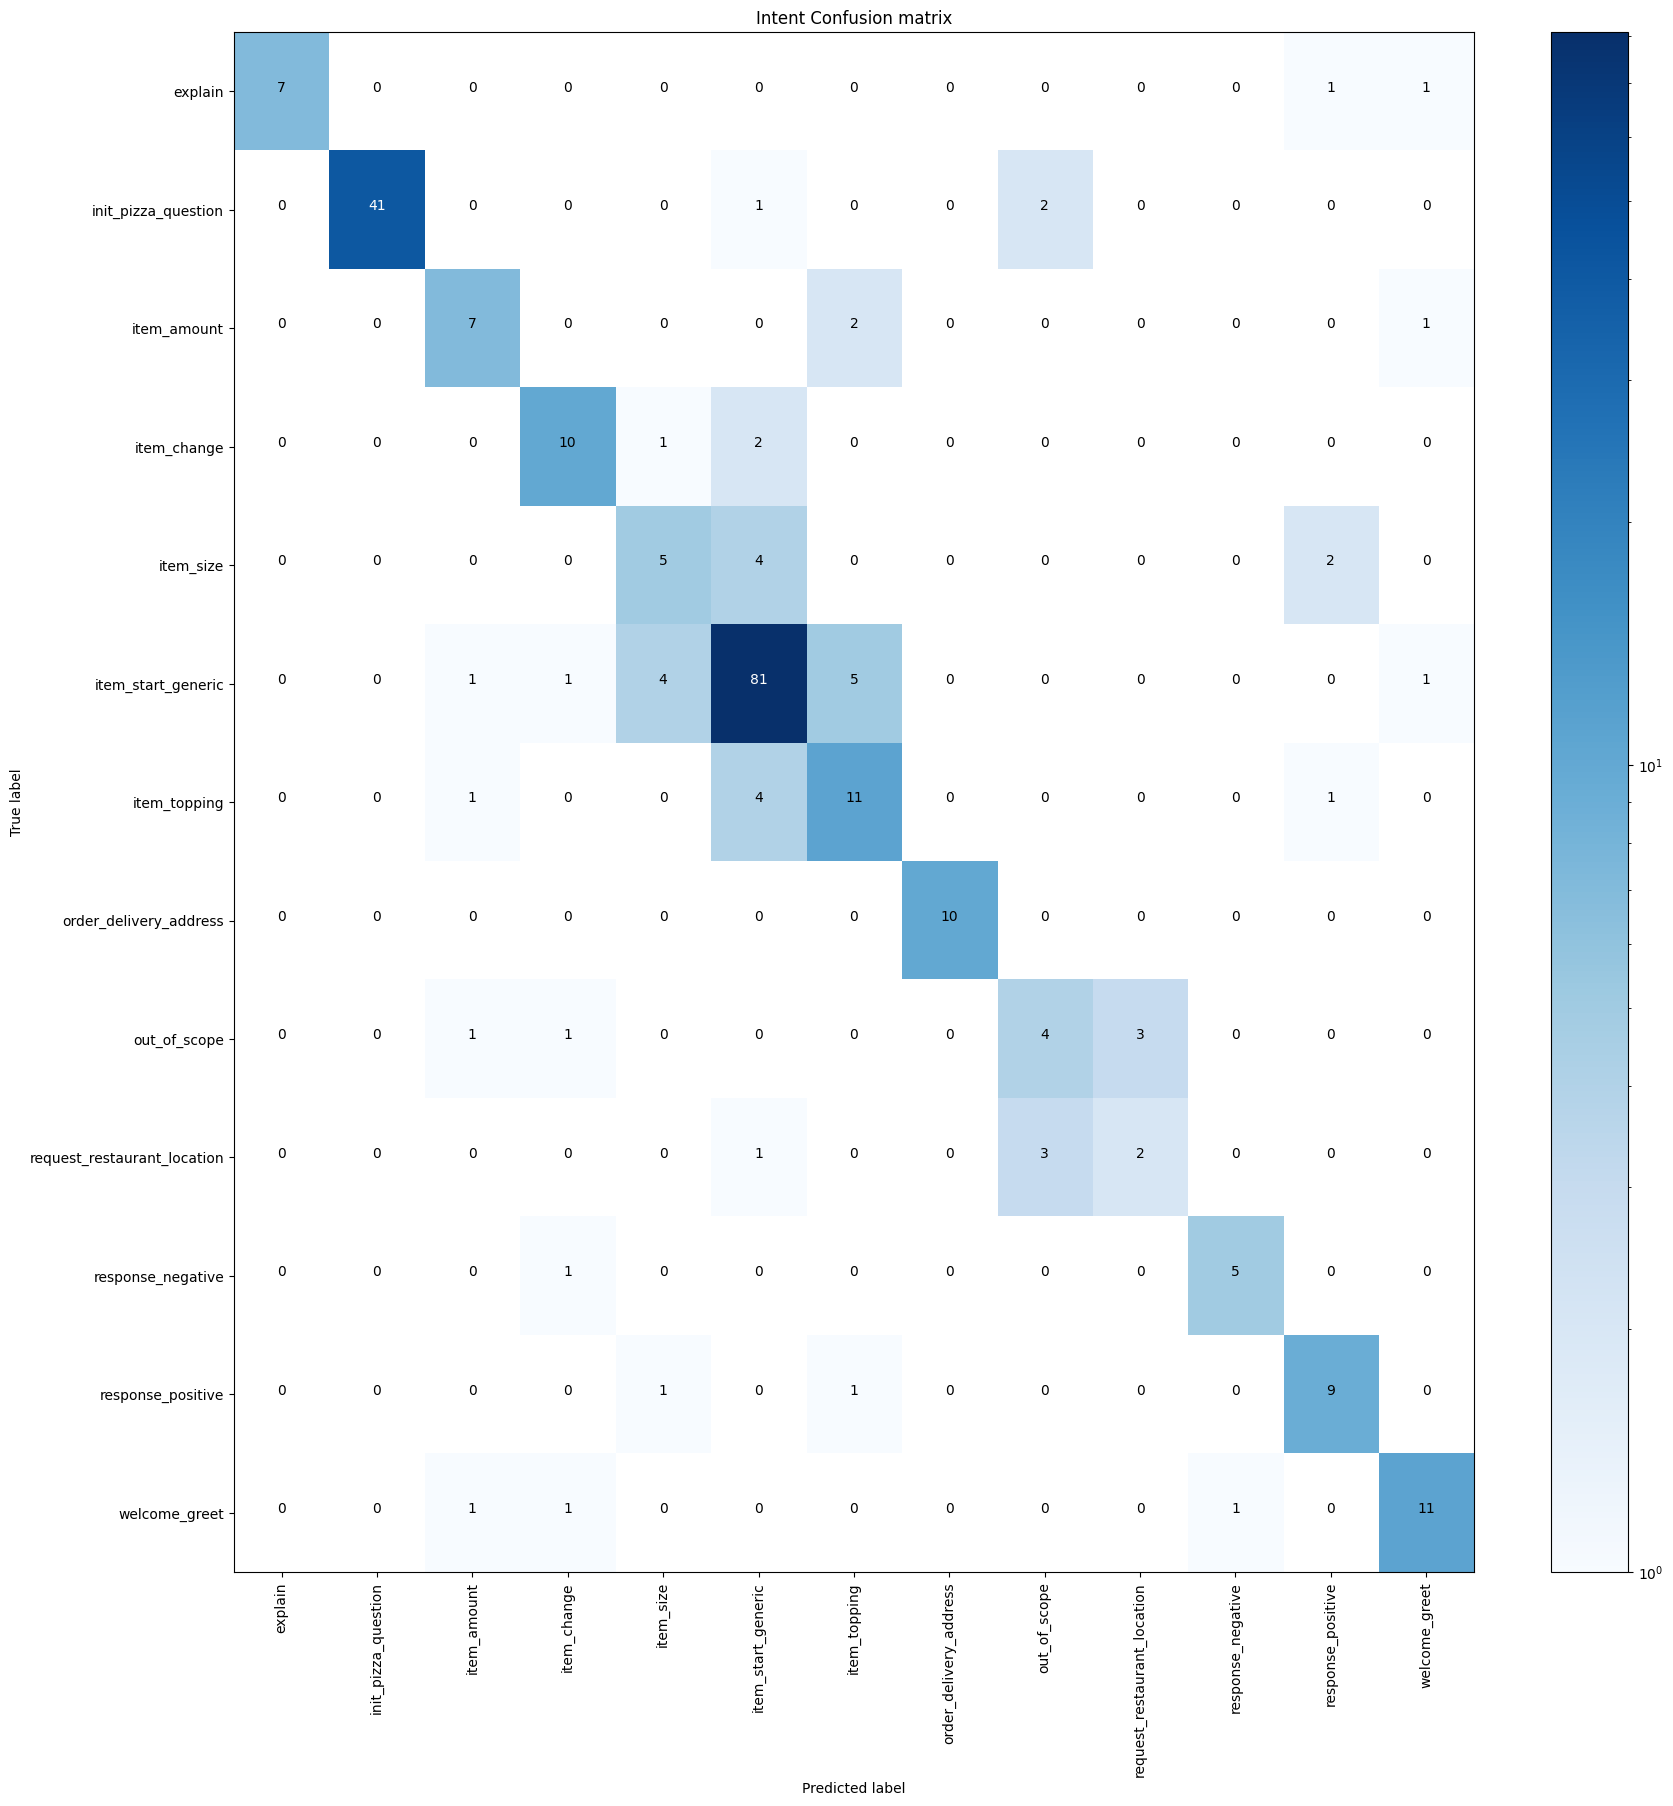 Intent Confusion matrix
explain 7 0 0 0 0 0 0 0 0 0 0 1 1
init_pizza_question 0 41 0 0 0 1 0 0 2 0 0 0 0
item_amount 0 0 7 0 0 0 2 0 0 0 0 0 1
item_change 0 0 0 10 1 2 0 0 0 0 0 0 0
item_size 0 0 0 0 5 4 0 0 0 0 0 2 0
item_start_generic 0 0 1 1 4 81 5 0 0 0 0 0 1
item_topping 0 0 1 0 0 4 11 0 0 0 0 1 0
order_delivery_address 0 0 0 0 0 0 0 10 0 0 0 0 0
out_of_scope 0 0 1 1 0 0 0 0 4 3 0 0 0
request_restaurant_location 0 0 0 0 0 1 0 0 3 2 0 0 0
response_negative 0 0 0 1 0 0 0 0 0 0 5 0 0
response_positive 0 0 0 0 1 0 1 0 0 0 0 9 0
welcome_greet 0 0 1 1 0 0 0 0 0 0 1 0 11
True label
explain
init_pizza_question
item_amount
item_change
item_size
item_start_generic
item_topping
order_delivery_address
out_of_scope
request_restaurant_location
response_negative
response_positive
welcome_greet
Predicted label
10¹
10⁰